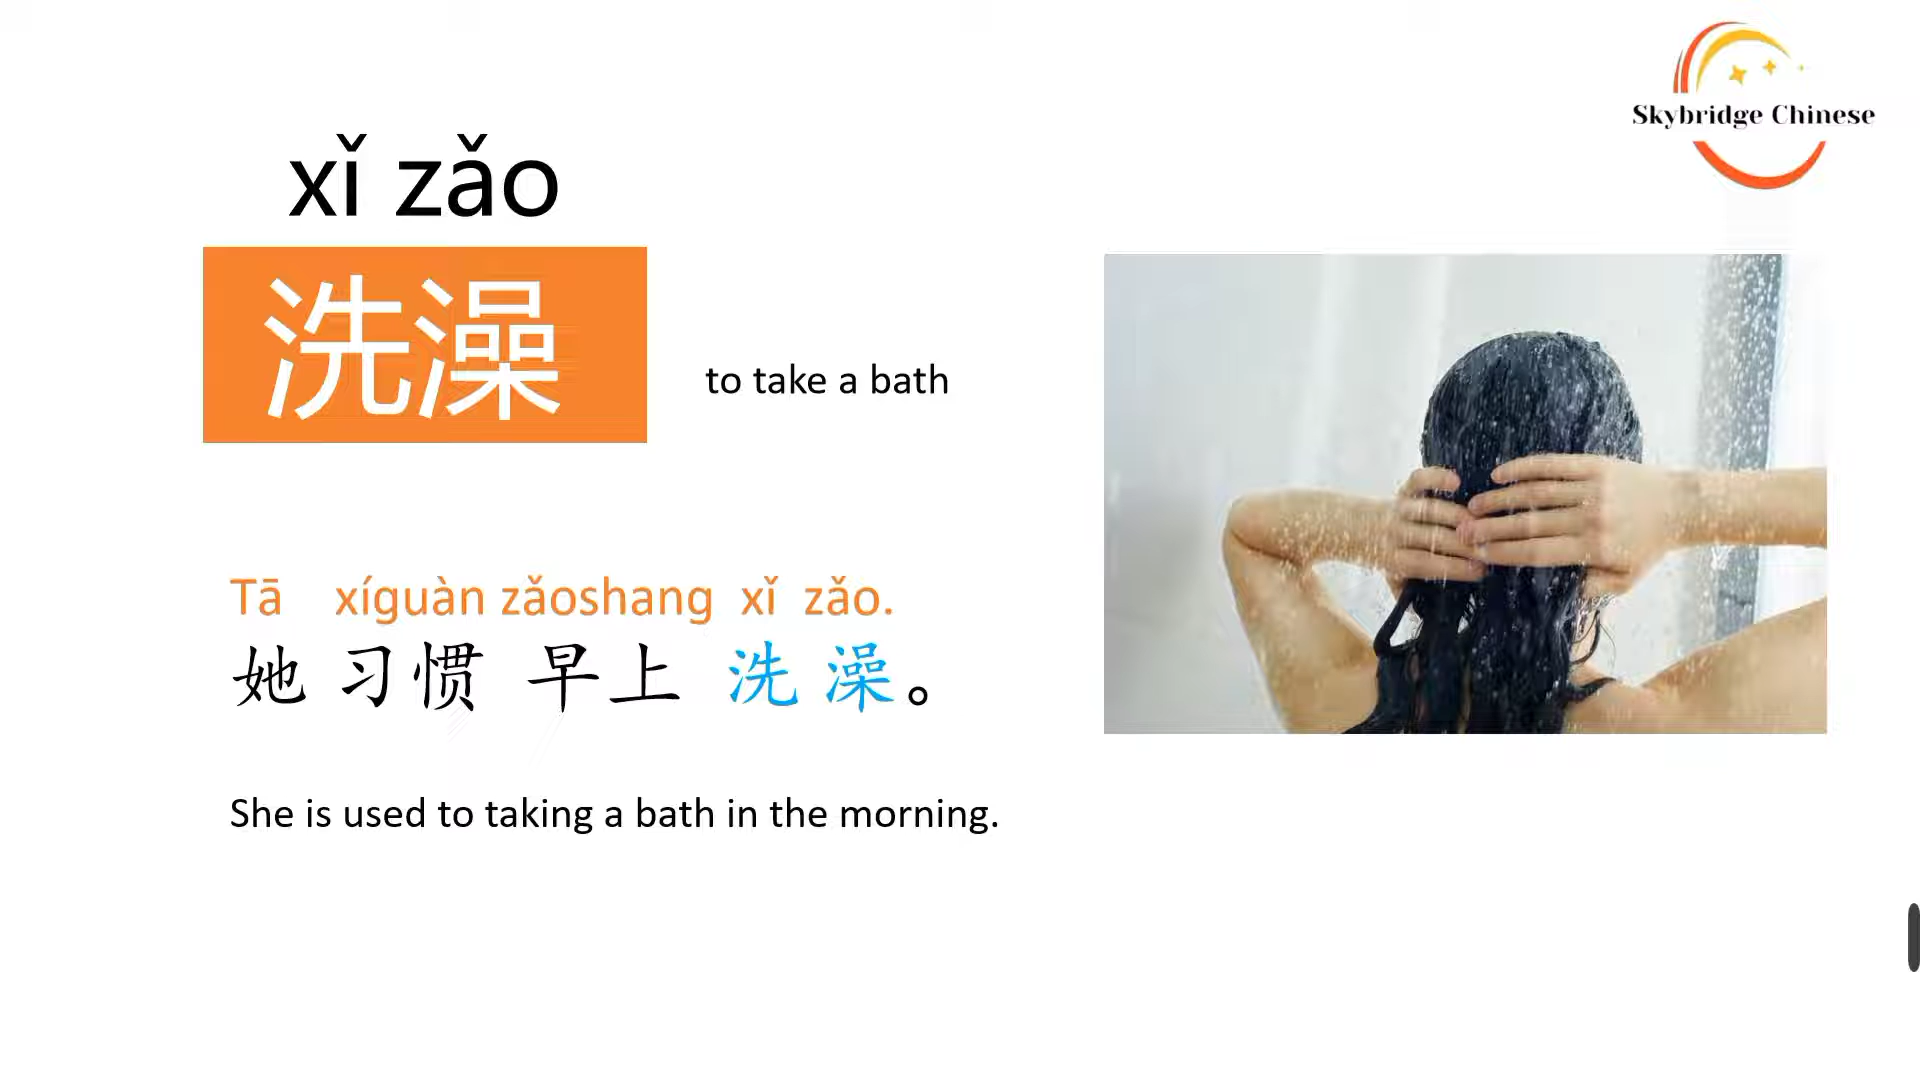 Skybridge Chinese
xǐ zǎo
洗澡
to take a bath
Tā xíguàn zǎoshang xǐ zǎo.
她 习惯 早上 洗 澡。
She is used to taking a bath in the morning.